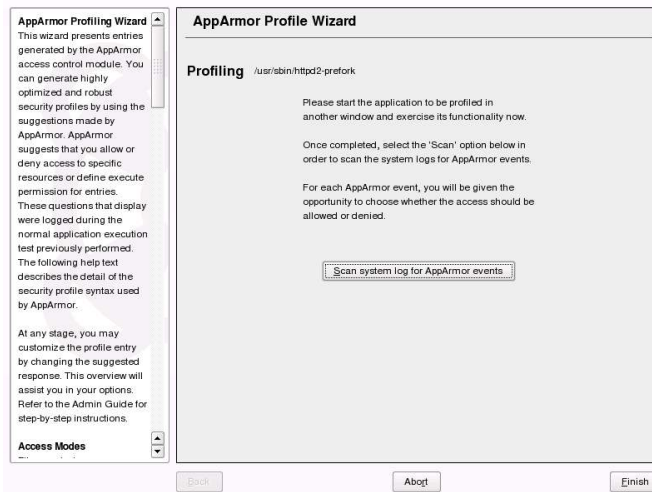 AppArmor Profiling Wizard
This wizard presents entries
generated by the AppArmor
access control module. You
can generate highly
optimized and robust
security profiles by using the
suggestions made by
AppArmor. AppArmor
suggests that you allow or
deny access to specific
resources or define execute
permission for entries.
These questions that display
were logged during the
normal application execution
test previously performed.
The following help text
describes the detail of the
security profile syntax used
by AppArmor.
At any stage, you may
customize the profile entry
by changing the suggested
response. This overview will
assist you in your options.
Refer to the Admin Guide for
step-by-step instructions.
Access Modes
AppArmor Profile Wizard
Profiling /usr/sbin/httpd2-prefork
Please start the application to be profiled in
another window and exercise its functionality now.
Once completed, select the 'Scan' option below in
order to scan the system logs for AppArmor events.
For each AppArmor event, you will be given the
opportunity to choose whether the access should be
allowed or denied.
Scan system log for AppArmor events
Back
Abort
Finish